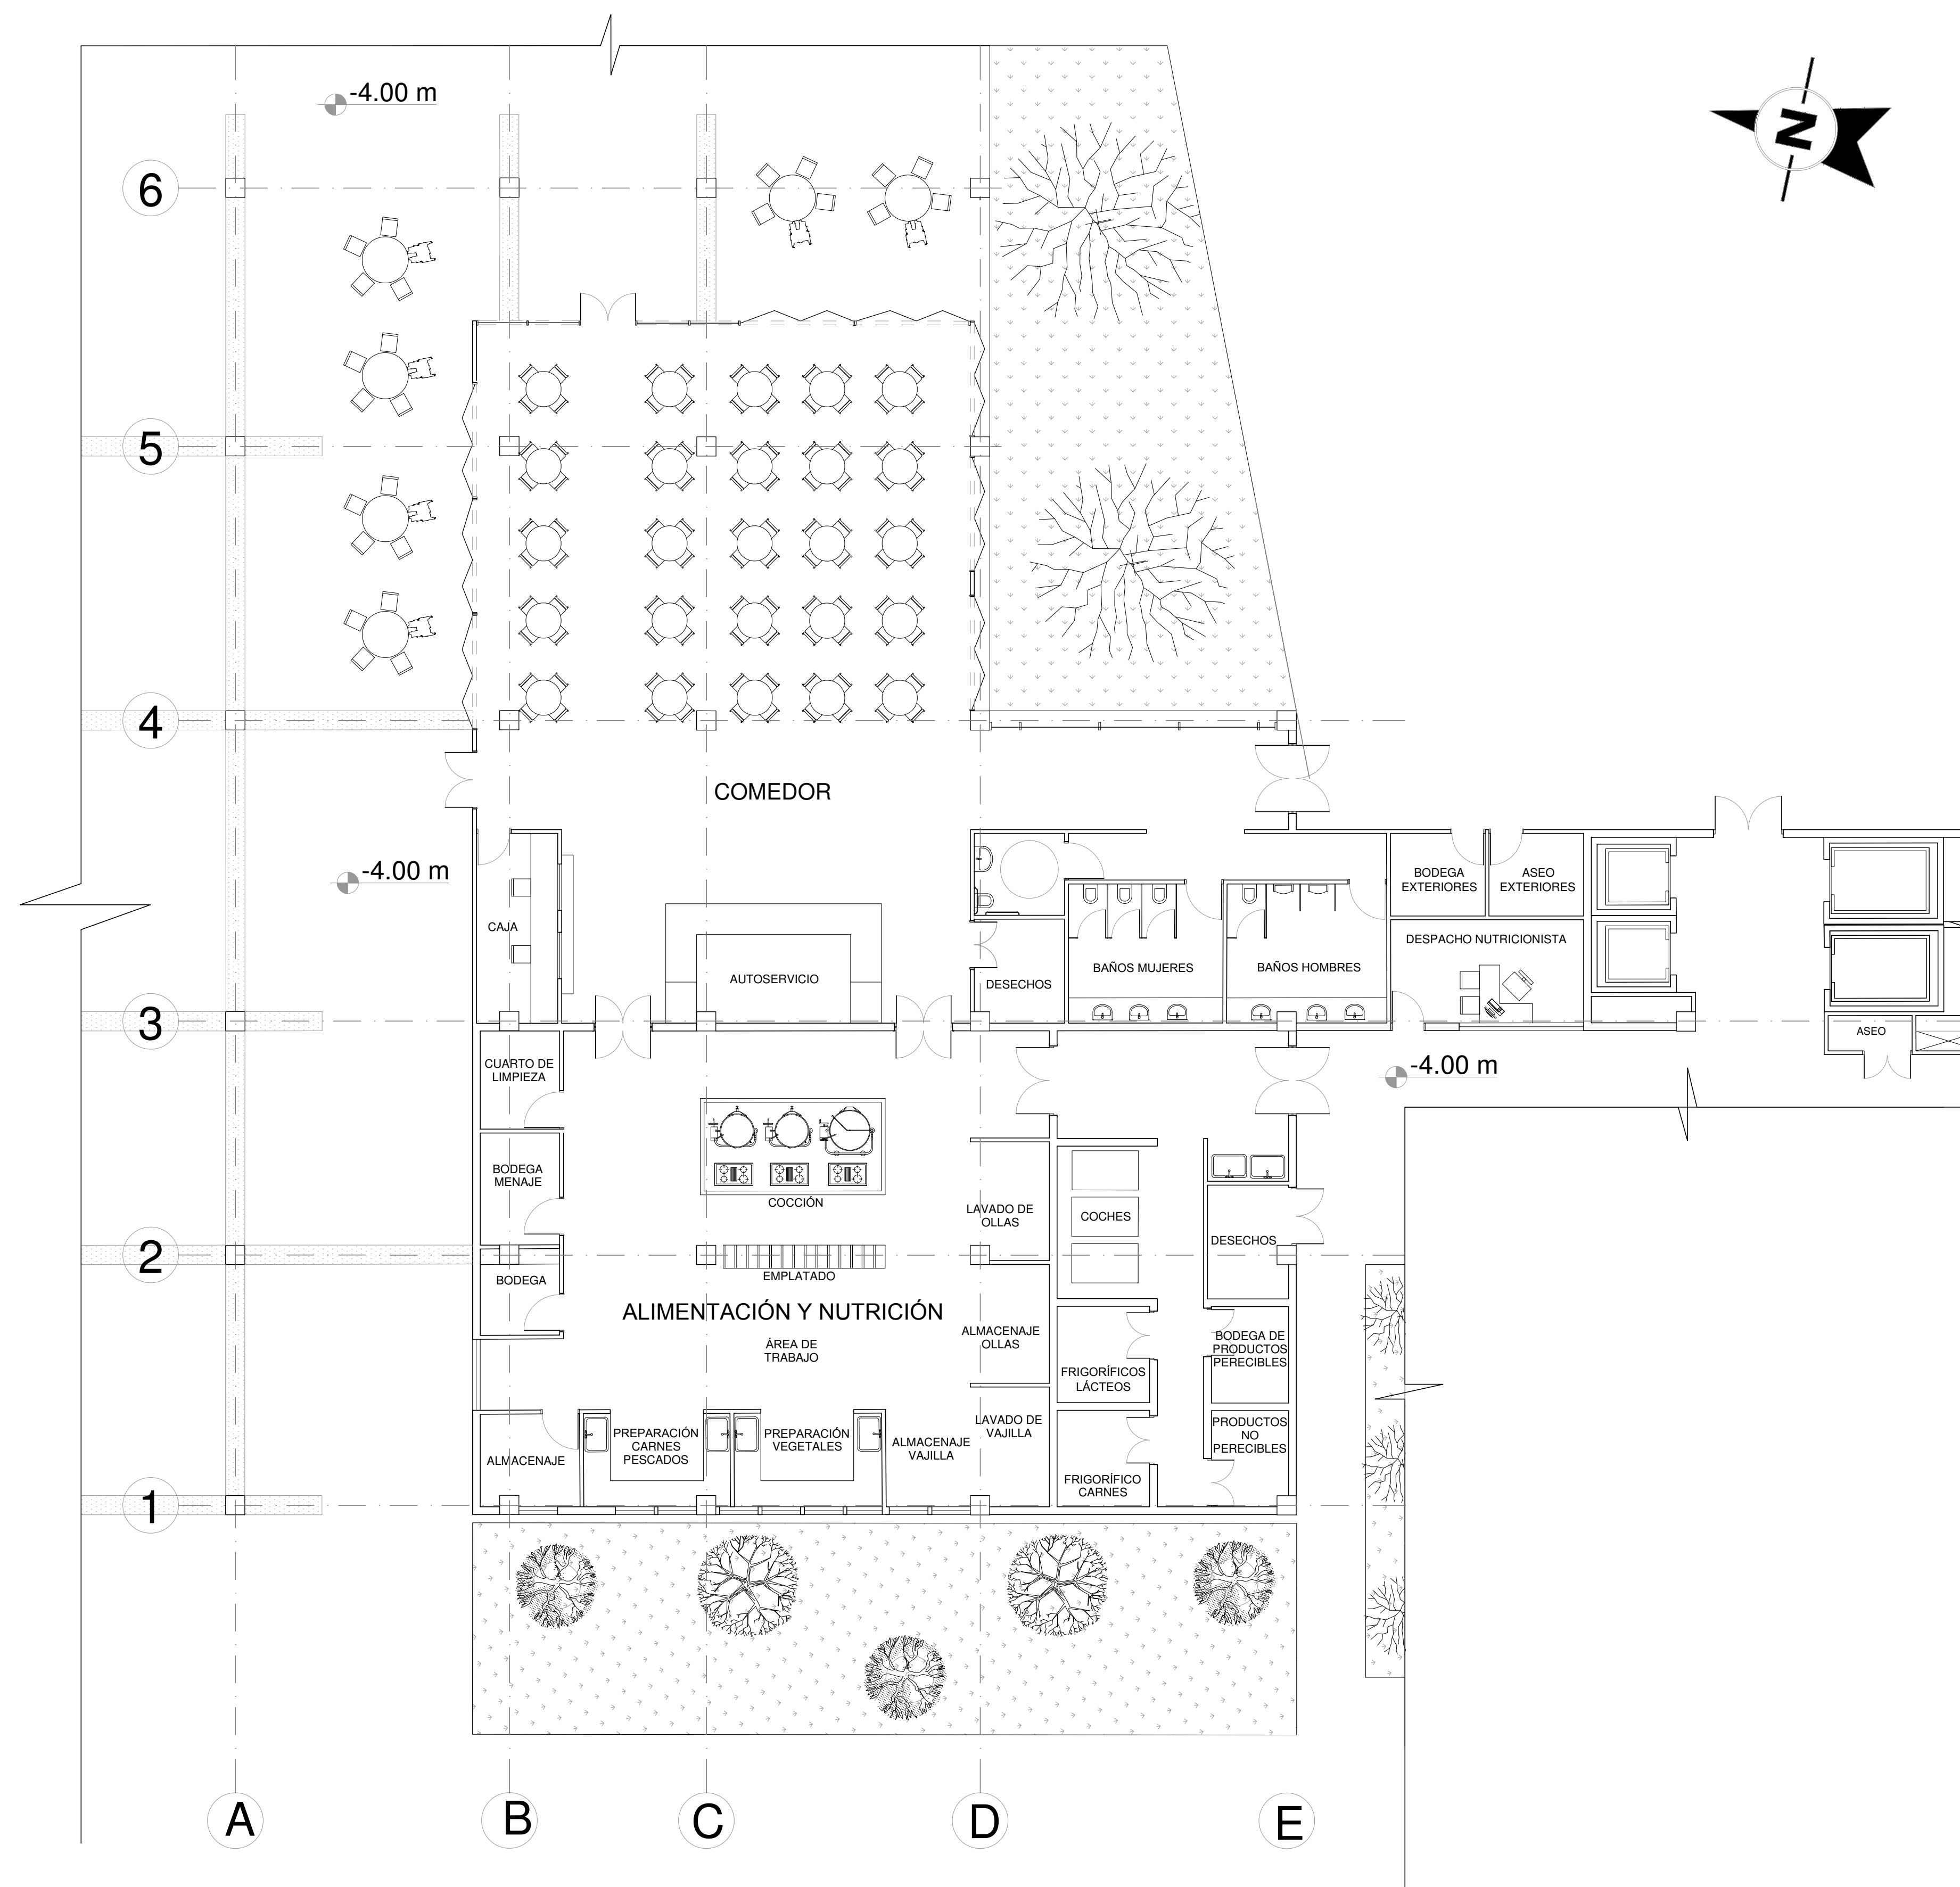 -4.00 m
N
6
5
4
COMEDOR
-4.00 m
CAJA
AUTOSERVICIO
DESECHOS
BAÑOS MUJERES
BAÑOS HOMBRES
BODEGA
EXTERIORES
ASEO
EXTERIORES
DESPACHO NUTRICIONISTA
3
ASEO
-4.00 m
CUARTO DE
LIMPIEZA
BODEGA
MENAJE
COCCIÓN
LAVADO DE
OLLAS
COCHES
DESECHOS
2
BODEGA
EMPLATADO
ALIMENTACIÓN Y NUTRICIÓN
ÁREA DE
TRABAJO
ALMACENAJE
OLLAS
FRIGORÍFICOS
LÁCTEOS
BODEGA DE
PRODUCTOS
PERECIBLES
ALMACENAJE
PREPARACIÓN
CARNES
PESCADOS
PREPARACIÓN
VEGETALES
ALMACENAJE
VAJILLA
LAVADO DE
VAJILLA
FRIGORÍFICO
CARNES
PRODUCTOS
NO
PERECIBLES
1
A
B
C
D
E